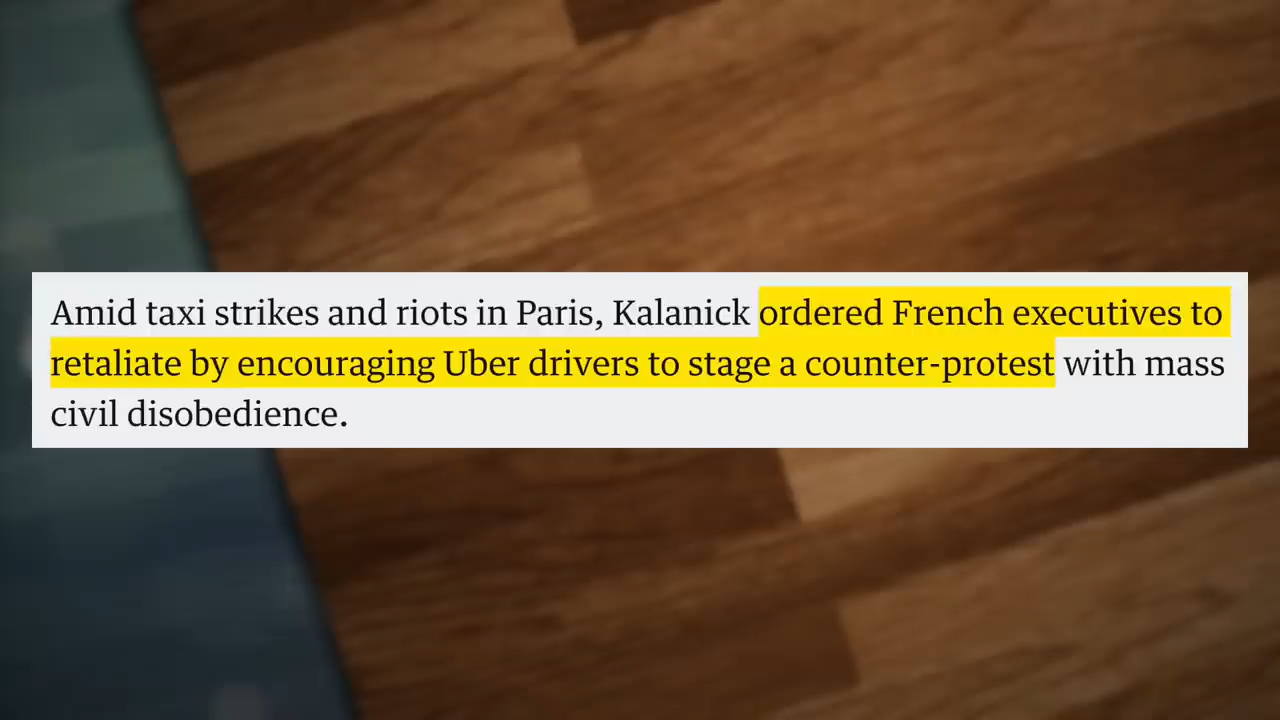 Amid taxi strikes and riots in Paris, Kalanick ordered French executives to
retaliate by encouraging Uber drivers to stage a counter-protest with mass
civil disobedience.